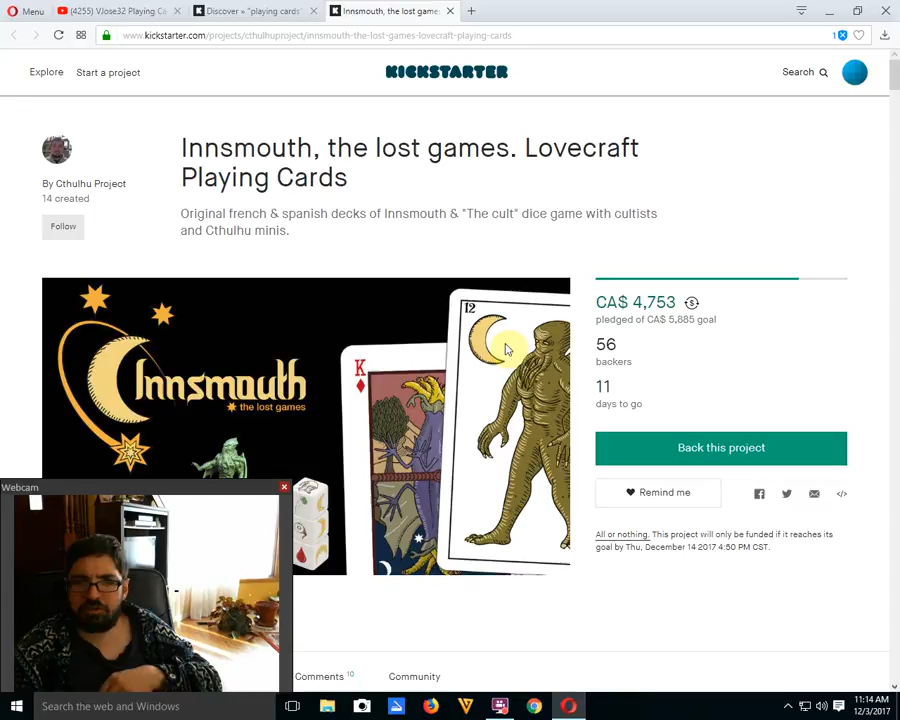 Menu
(4255) VJose32 Playing Ca
Discover » "playing cards"
Innsmouth, the lost game
www.kickstarter.com/projects/cthulhuproject/innsmouth-the-lost-games-lovecraft-playing-cards
1
Explore
Start a project
KICKSTARTER
Search
Innsmouth, the lost games. Lovecraft
Playing Cards
By Cthulhu Project
14 created
Follow
Original french & spanish decks of Innsmouth & "The cult" dice game with cultists
and Cthulhu minis.
Innsmouth
the lost games
K
12
CA$ 4,753
pledged of CA$ 5,885 goal
56
backers
11
days to go
Back this project
Remind me
All or nothing. This project will only be funded if it reaches its
goal by Thu, December 14 2017 4:50 PM CST.
Webcam
Comments 10
Community
Search the web and Windows
11:14 AM
12/3/2017